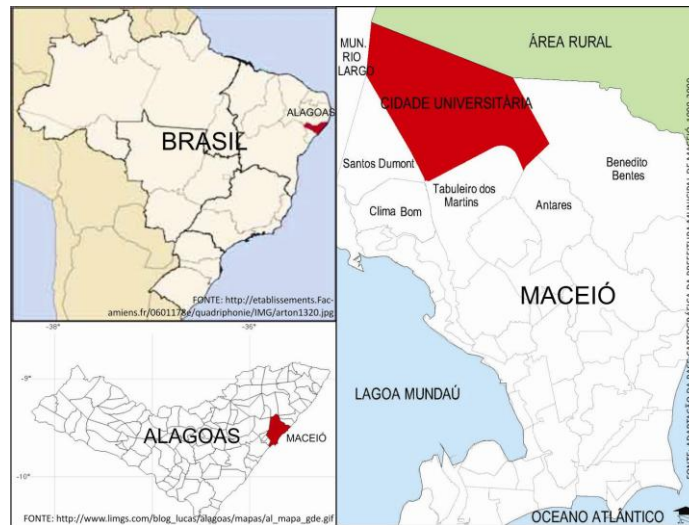 ALAGOAS
BRASIL
FONTE: http://etablissements.Fac-
amiens.fr/0601178e/quadriphonie/IMG/arton1320.jpg
-38°
-36°
-9°
ALAGOAS
MACEIÓ
-10°
FONTE: http://www.limgs.com/blog_lucas/alagoas/mapas/al_mapa_gde.gif
MUN.
RIO
LARGO
ÁREA RURAL
CIDADE UNIVERSITÁRIA
Santos Dumont
Tabuleiro dos
Martins
Benedito
Bentes
Clima Bom
Antares
MACEIÓ
LAGOA MUNDAÚ
OCEANO ATLÂNTICO